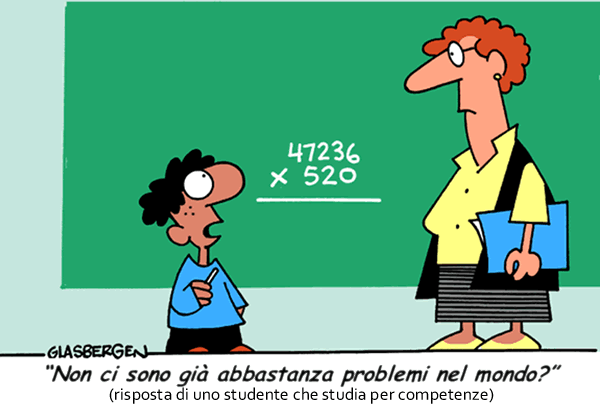 47236
x 520
GLASBERGEN
"Non ci sono già abbastanza problemi nel mondo?"
(risposta di uno studente che studia per competenze)